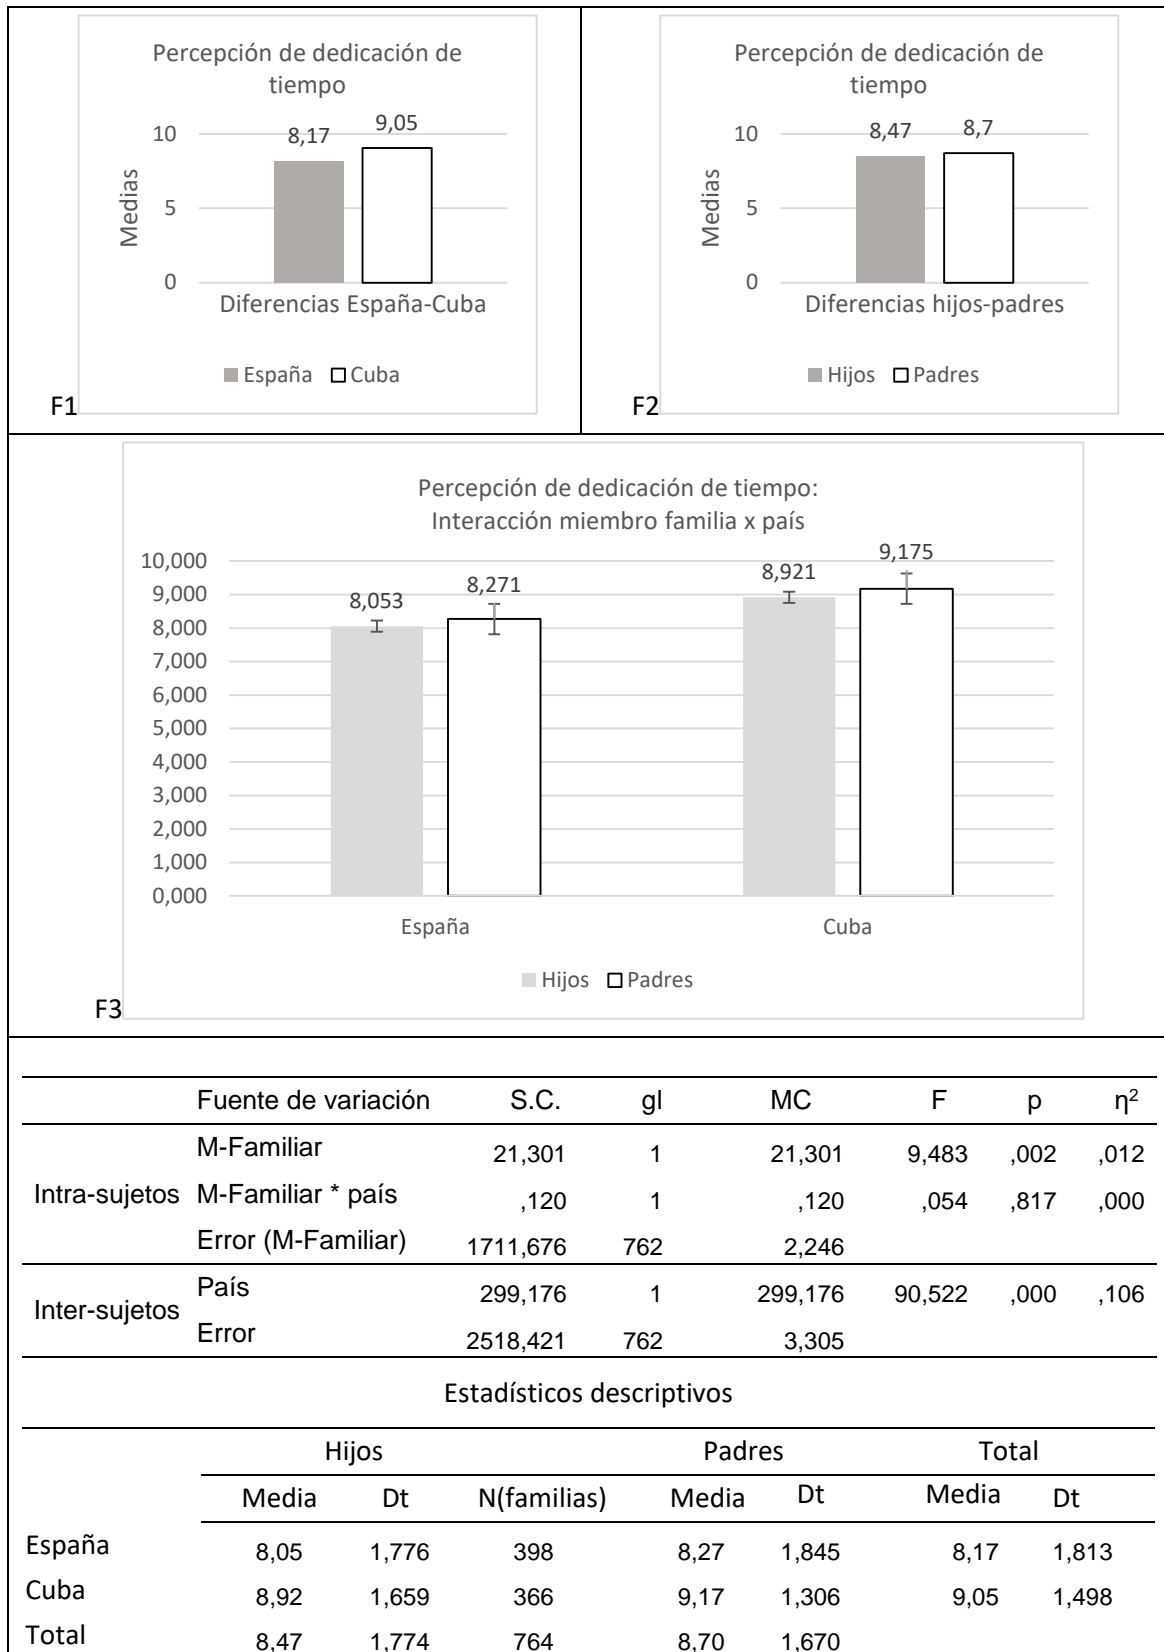 Percepción de dedicación de
tiempo
8,17
9,05
10
5
0
Medias
Diferencias España-Cuba
España Cuba
F1
Percepción de dedicación de
tiempo
8,47
8,7
10
5
0
Medias
Diferencias hijos-padres
Hijos Padres
F2
Percepción de dedicación de tiempo:
Interacción miembro familia x país
10,000
9,000
8,000
7,000
6,000
5,000
4,000
3,000
2,000
1,000
0,000
8,053
8,271
8,921
9,175
España
Cuba
Hijos Padres
F3
Fuente de variación S.C. gl MC F p η²
Intra-sujetos
M-Familiar 21,301 1 21,301 9,483 ,002 ,012
M-Familiar * país ,120 1 ,120 ,054 ,817 ,000
Error (M-Familiar) 1711,676 762 2,246
Inter-sujetos
País 299,176 1 299,176 90,522 ,000 ,106
Error 2518,421 762 3,305
Estadísticos descriptivos
Hijos Padres Total
Media Dt N(familias) Media Dt Media Dt
España 8,05 1,776 398 8,27 1,845 8,17 1,813
Cuba 8,92 1,659 366 9,17 1,306 9,05 1,498
Total 8,47 1,774 764 8,70 1,670